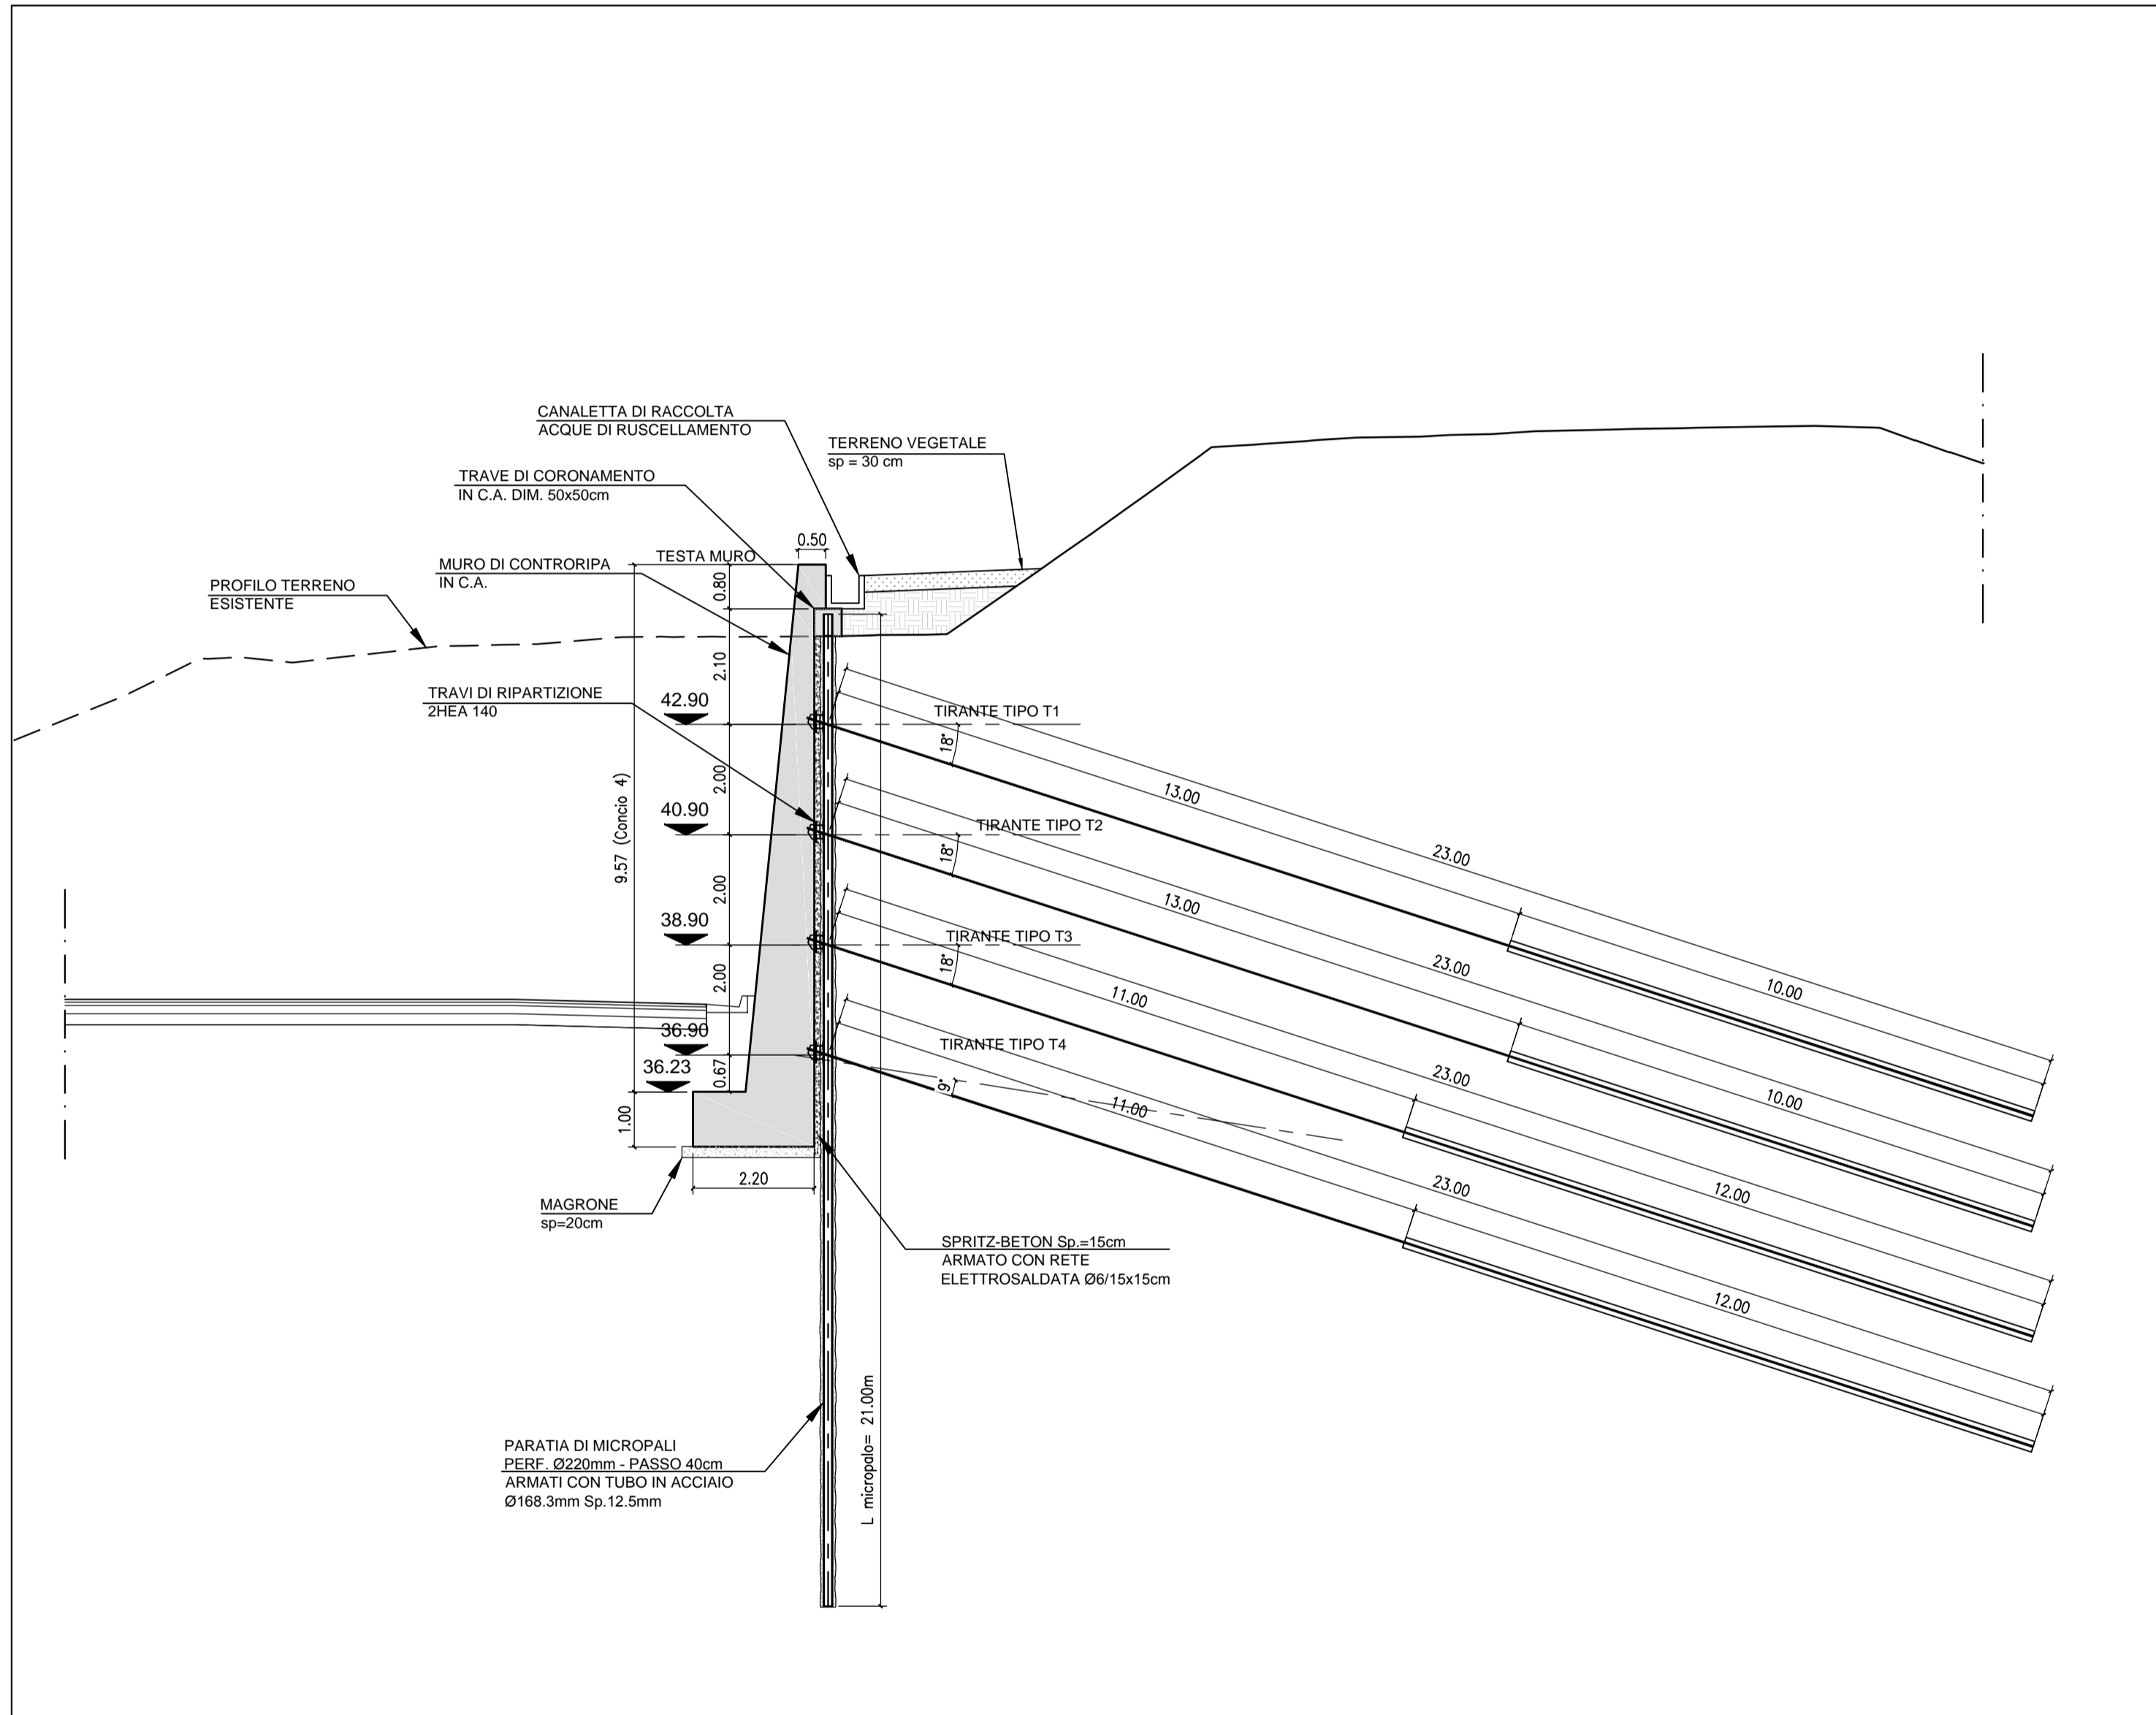 CANALETTA DI RACCOLTA
ACQUE DI RUSCELLAMENTO
TERRENO VEGETALE
sp = 30 cm
TRAVE DI CORONAMENTO
IN C.A. DIM. 50x50cm
0.50
TESTA MURO
MURO DI CONTRORIPA
IN C.A.
0.80
PROFILO TERRENO
ESISTENTE
2.10
TRAVI DI RIPARTIZIONE
2HEA 140
42.90
TIRANTE TIPO T1
18°
13.00
23.00
10.00
2.00
9.57 (Concio 4)
40.90
TIRANTE TIPO T2
18°
13.00
23.00
10.00
2.00
38.90
TIRANTE TIPO T3
18°
11.00
23.00
12.00
2.00
36.90
TIRANTE TIPO T4
9°
11.00
23.00
12.00
36.23
0.67
1.00
2.20
MAGRONE
sp=20cm
SPRITZ-BETON Sp.=15cm
ARMATO CON RETE
ELETTROSALDATA Ø6/15x15cm
L micropalo= 21.00m
PARATIA DI MICROPALI
PERF. Ø220mm - PASSO 40cm
ARMATI CON TUBO IN ACCIAIO
Ø168.3mm Sp.12.5mm